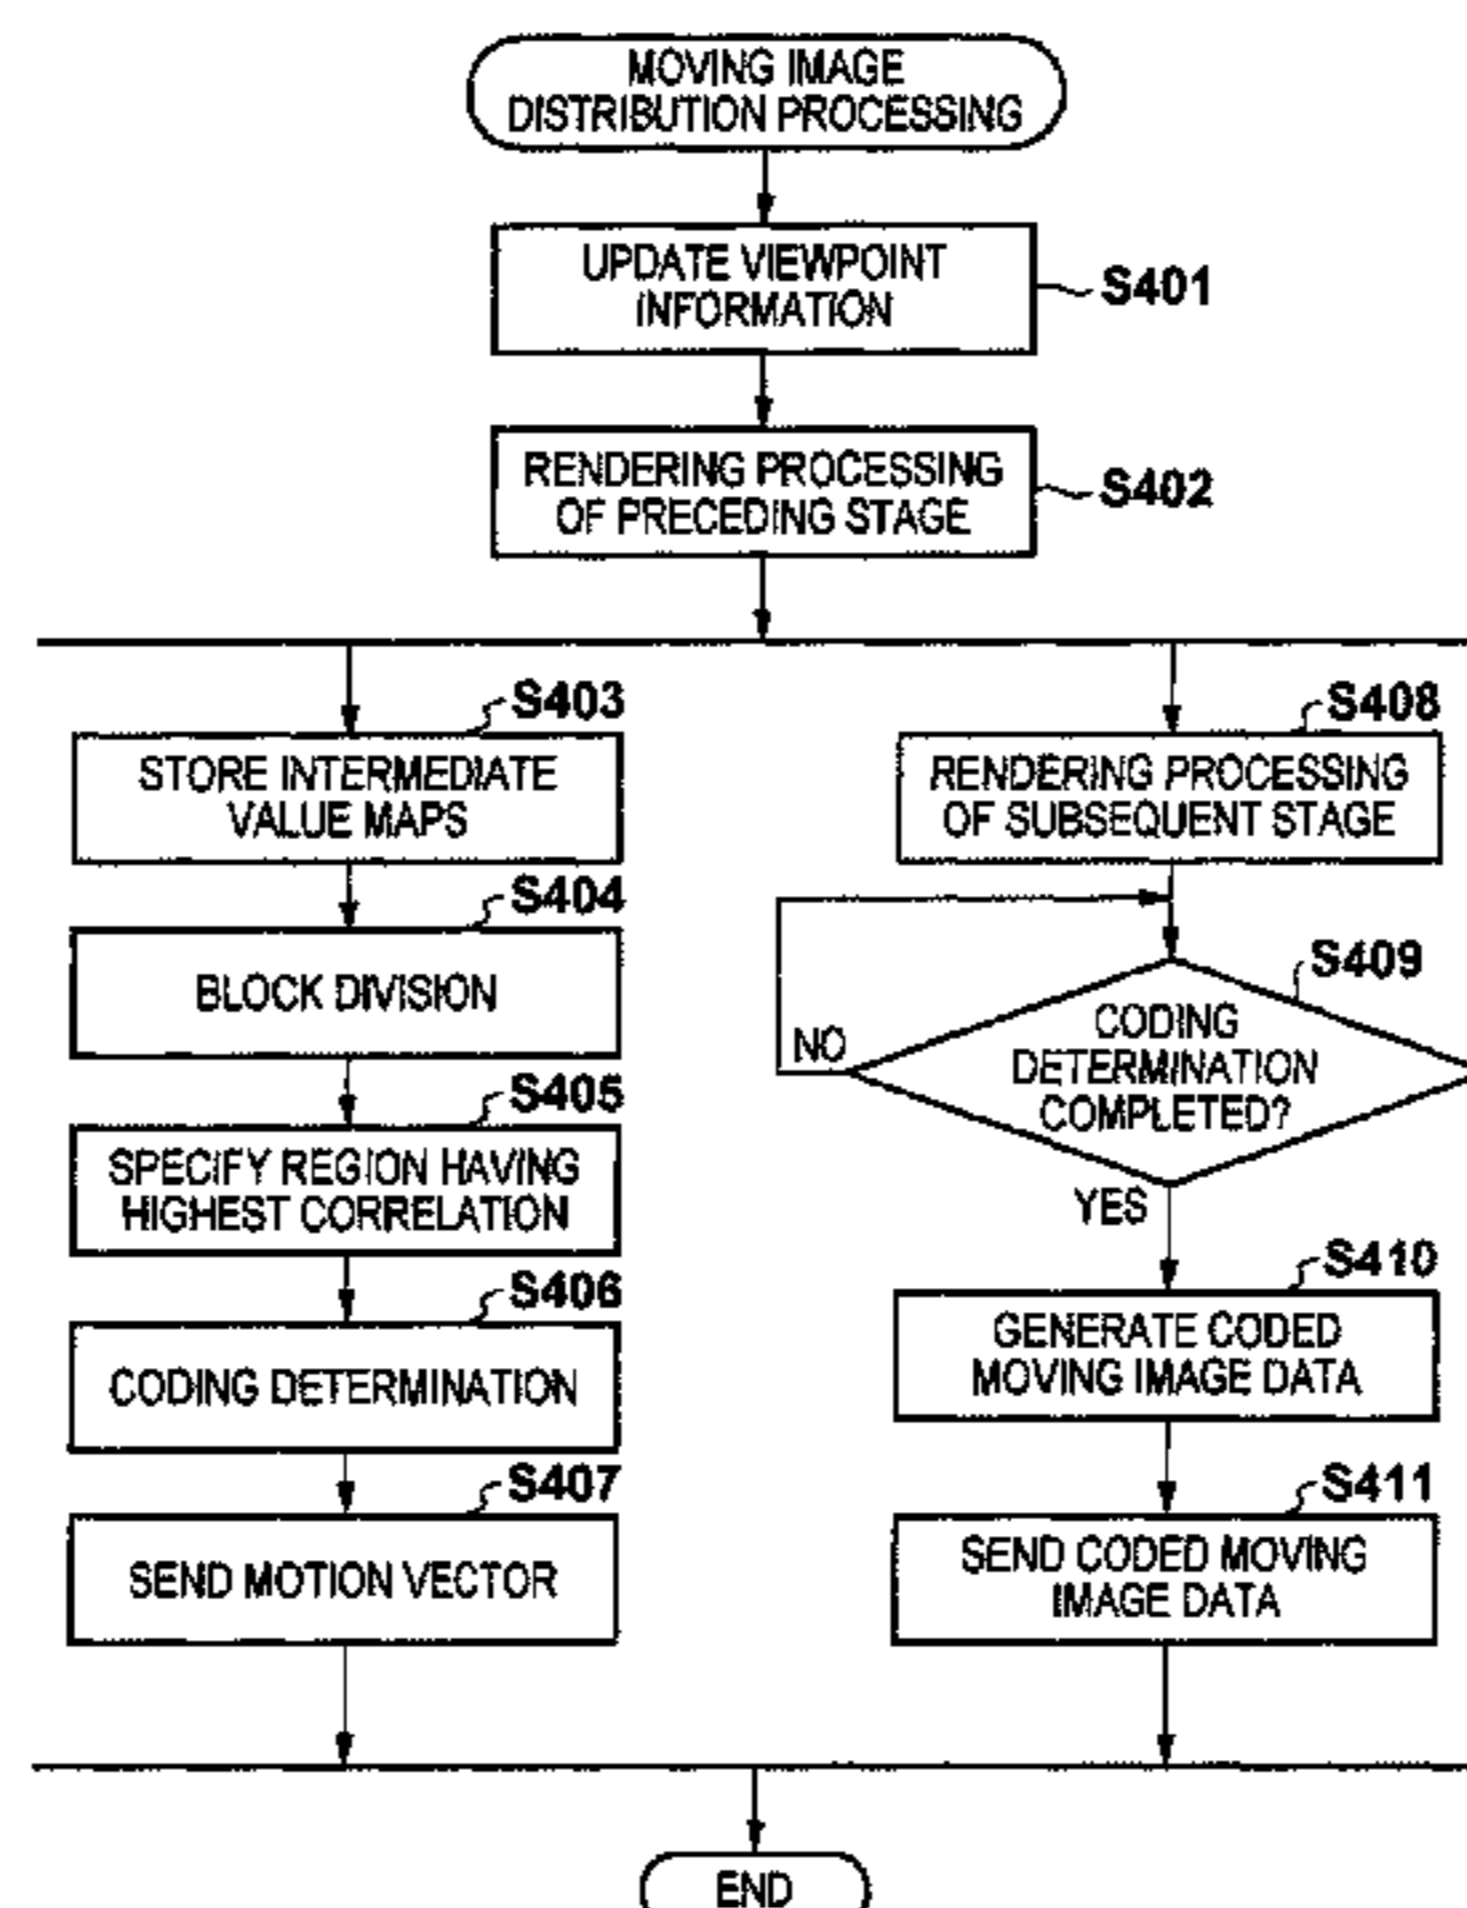 MOVING IMAGE
DISTRIBUTION PROCESSING
UPDATE VIEWPOINT
INFORMATION
S401
RENDERING PROCESSING
OF PRECEDING STAGE
S402
S403
STORE INTERMEDIATE
VALUE MAPS
S404
BLOCK DIVISION
S405
SPECIFY REGION HAVING
HIGHEST CORRELATION
S406
CODING DETERMINATION
S407
SEND MOTION VECTOR
S408
RENDERING PROCESSING
OF SUBSEQUENT STAGE
S409
CODING
DETERMINATION
COMPLETED?
NO
YES
S410
GENERATE CODED
MOVING IMAGE DATA
S411
SEND CODED MOVING
IMAGE DATA
END